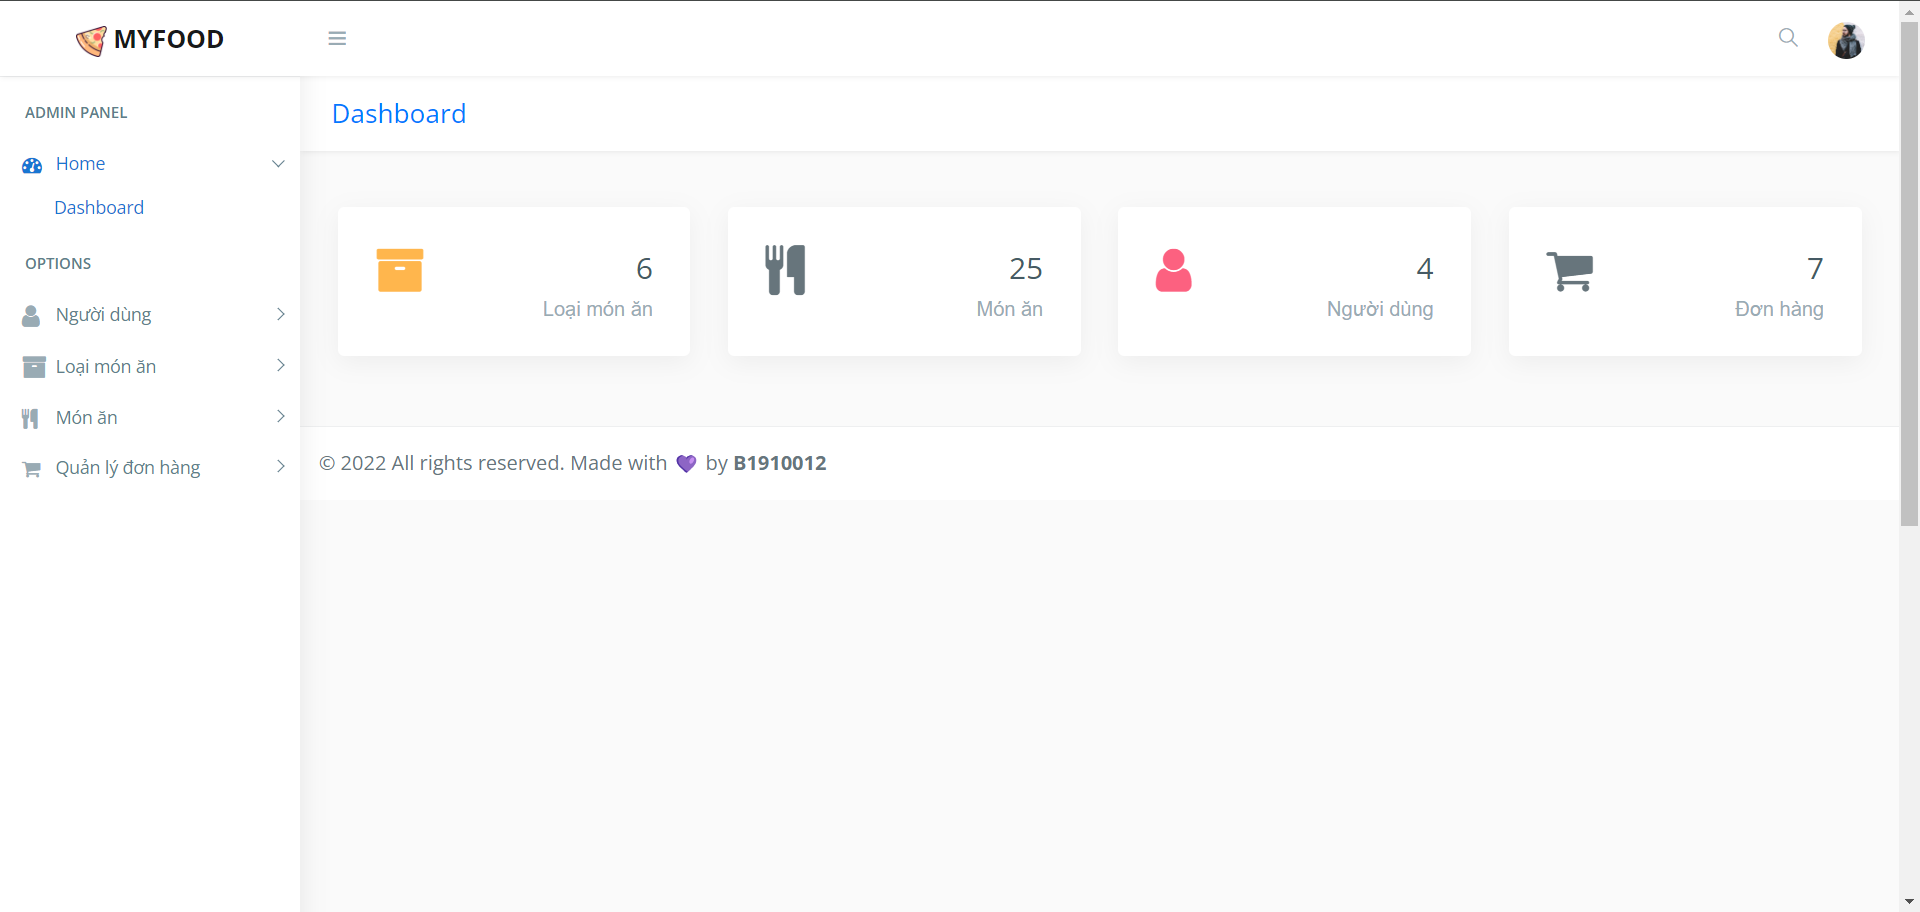 MYFOOD
ADMIN PANEL
Home
Dashboard
OPTIONS
Người dùng
Loại món ăn
Món ăn
Quản lý đơn hàng
Dashboard
6
Loại món ăn
25
Món ăn
4
Người dùng
7
Đơn hàng
© 2022 All rights reserved. Made with 💜 by B1910012